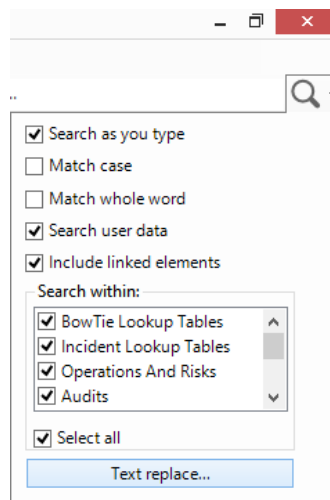 ..
Search as you type
Match case
Match whole word
Search user data
Include linked elements
Search within:
BowTie Lookup Tables
Incident Lookup Tables
Operations And Risks
Audits
Select all
Text replace...